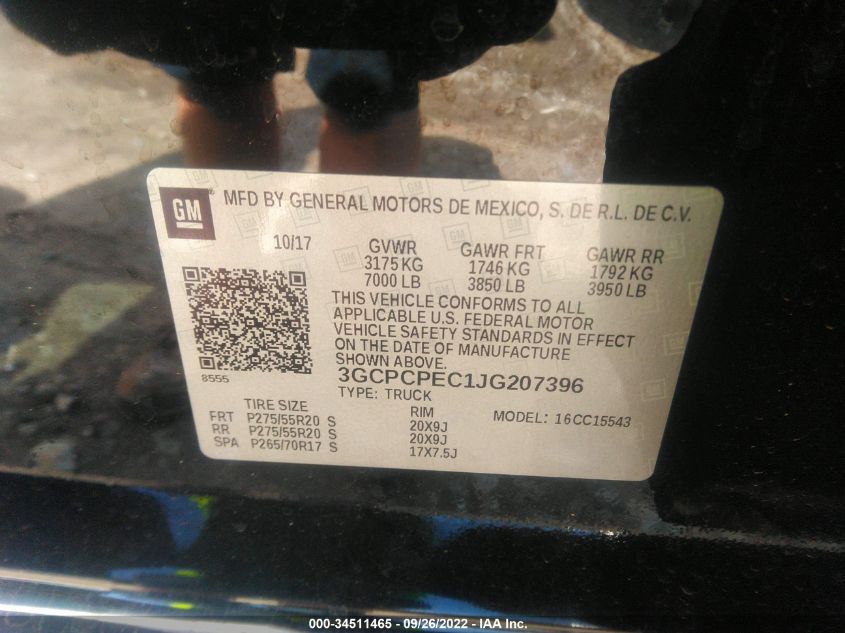 GM MFD BY GENERAL MOTORS DE MEXICO, S. DE R.L. DE C.V.
10/17 GVWR GAWR FRT GAWR RR
3175 KG 1746 KG 1792 KG
7000 LB 3850 LB 3950 LB
THIS VEHICLE CONFORMS TO ALL
APPLICABLE U.S. FEDERAL MOTOR
VEHICLE SAFETY STANDARDS IN EFFECT
ON THE DATE OF MANUFACTURE
SHOWN ABOVE.
8555 3GCPCPEC1JG207396
TYPE: TRUCK
TIRE SIZE RIM MODEL: 16CC15543
FRT P275/55R20 S 20X9J
RR P275/55R20 S 20X9J
SPA P265/70R17 S 17X7.5J
000-34511465 - 09/26/2022 - IAA Inc.